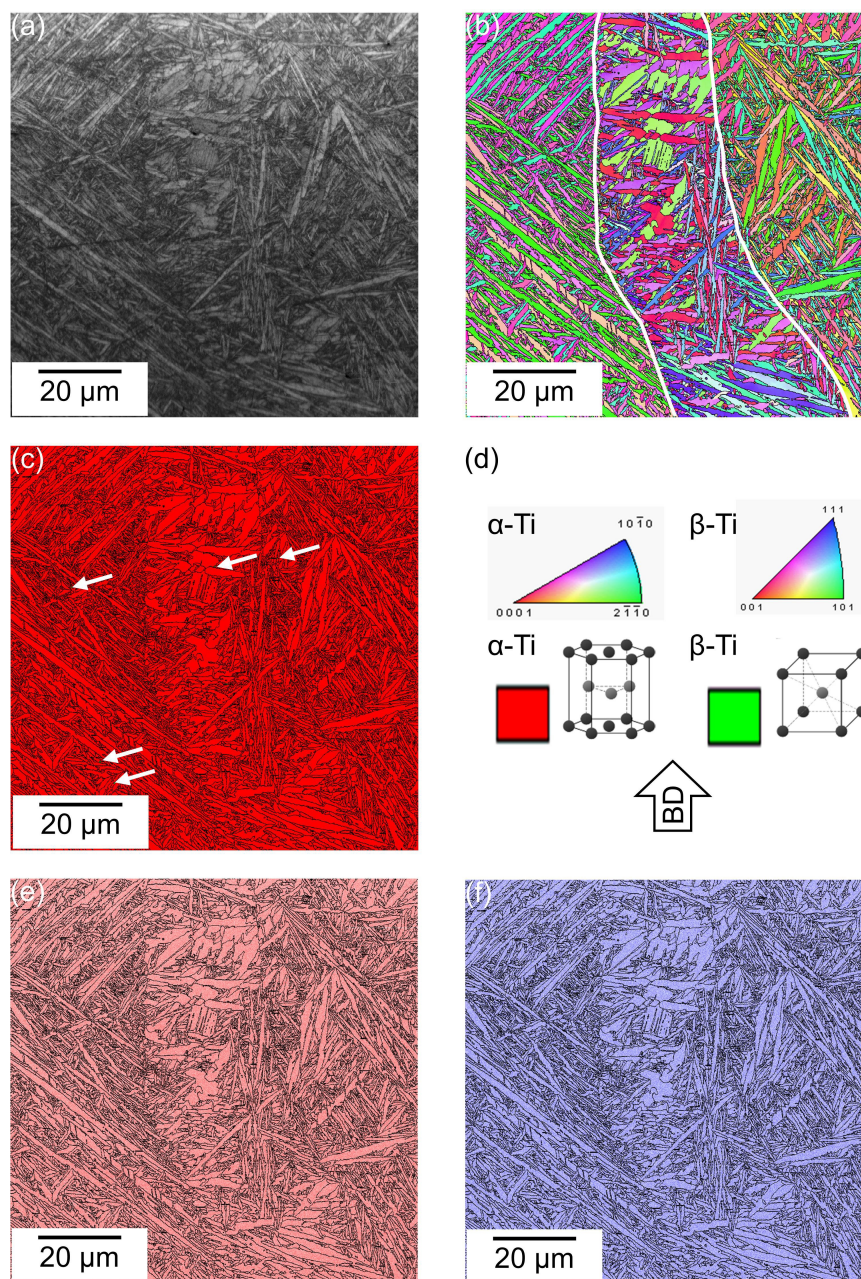 (a)
20 µm
(b)
20 µm
(c)
20 µm
(d)
α-Ti
0001
101̄0
21̄1̄0
β-Ti
001
111
101
α-Ti
β-Ti
BD
(e)
20 µm
(f)
20 µm